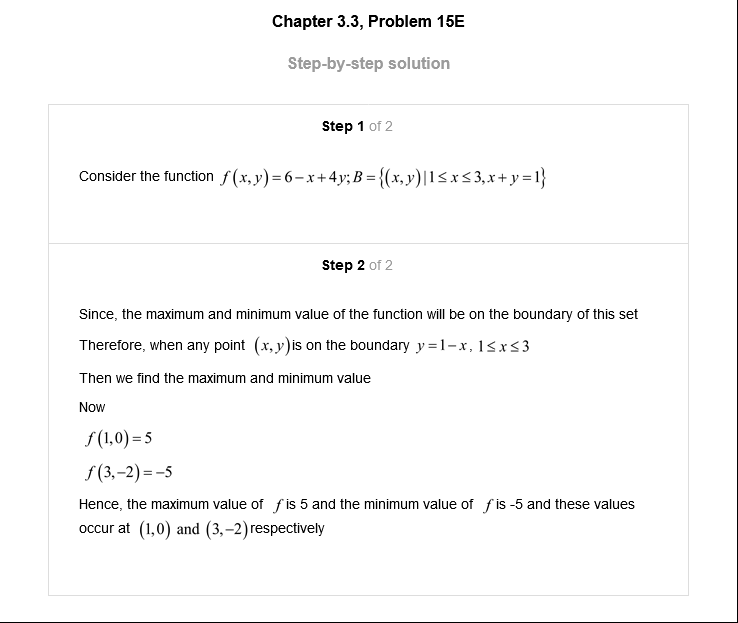 Chapter 3.3, Problem 15E
Step-by-step solution
Step 1 of 2
Consider the function f(x,y)=6−x+4y;B={(x,y)|1≤x≤3,x+y=1}
Step 2 of 2
Since, the maximum and minimum value of the function will be on the boundary of this set
Therefore, when any point (x,y)is on the boundary y=1−x, 1≤x≤3
Then we find the maximum and minimum value
Now
f(1,0)=5
f(3,−2)=−5
Hence, the maximum value of f is 5 and the minimum value of f is -5 and these values
occur at (1,0) and (3,−2)respectively